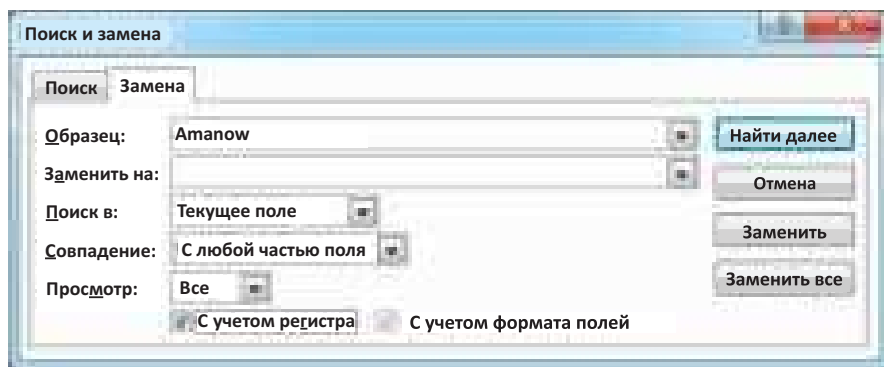 Поиск и замена
Поиск Замена
Образец: Amanow Найти далее
Заменить на: Отмена
Поиск в: Текущее поле Заменить
Совпадение: С любой частью поля
Просмотр: Все Заменить все
С учетом регистра С учетом формата полей